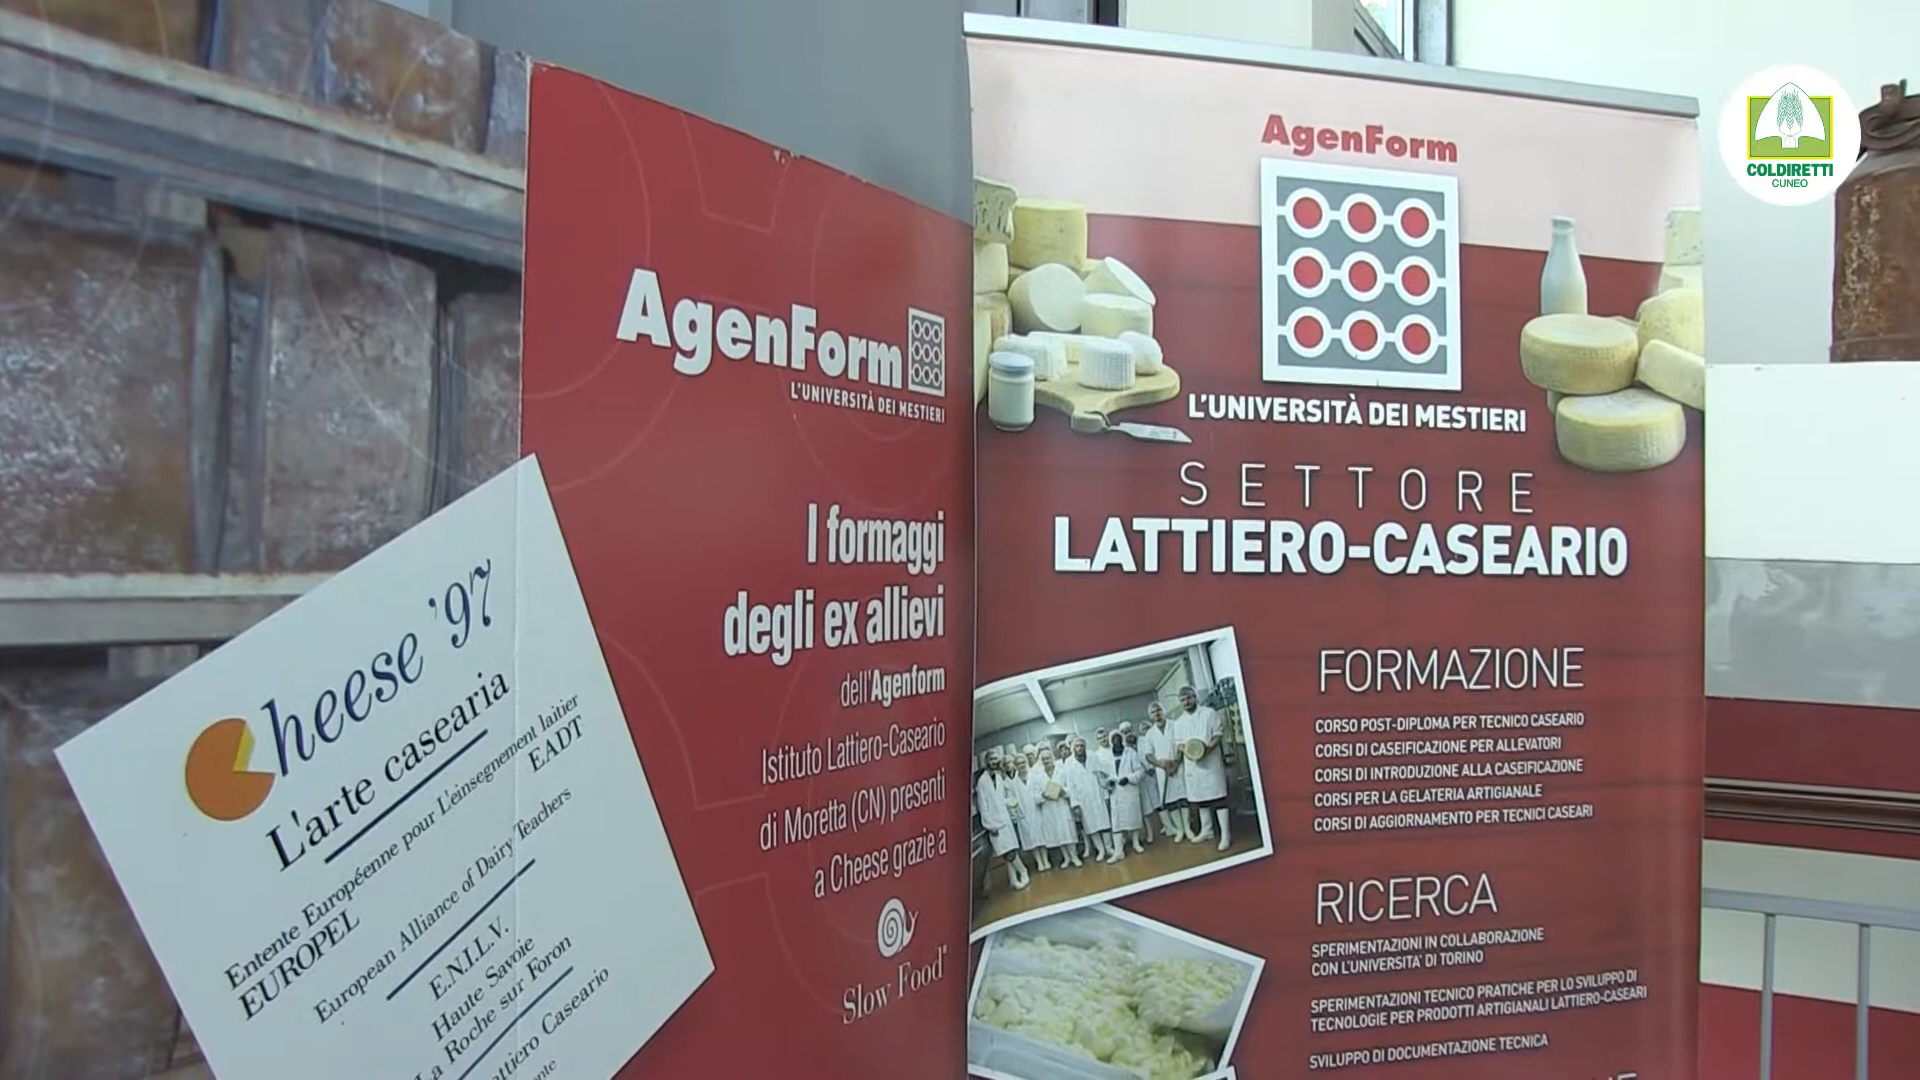 Cheese '97
L'arte casearia
Entente Européenne pour L'einsegnement laitier
EUROPEL
EADT
European Alliance of Dairy Teachers
E.N.I.L.V.
Haute Savoie
La Roche sur Foron
Lattiero Caseario
AgenForm
L'UNIVERSITÀ DEI MESTIERI
I formaggi
degli ex allievi
dell'Agenform
Istituto Lattiero-Caseario
di Moretta (CN) presenti
a Cheese grazie a
Slow Food®
AgenForm
L'UNIVERSITÀ DEI MESTIERI
SETTORE
LATTIERO-CASEARIO
FORMAZIONE
CORSO POST-DIPLOMA PER TECNICO CASEARIO
CORSI DI CASEIFICAZIONE PER ALLEVATORI
CORSI DI INTRODUZIONE ALLA CASEIFICAZIONE
CORSI PER LA GELATERIA ARTIGIANALE
CORSI DI AGGIORNAMENTO PER TECNICI CASEARI
RICERCA
SPERIMENTAZIONI IN COLLABORAZIONE
CON L'UNIVERSITA' DI TORINO
SPERIMENTAZIONI TECNICO PRATICHE PER LO SVILUPPO DI
TECNOLOGIE PER PRODOTTI ARTIGIANALI LATTIERO-CASEARI
SVILUPPO DI DOCUMENTAZIONE TECNICA
COLDIRETTI
CUNEO